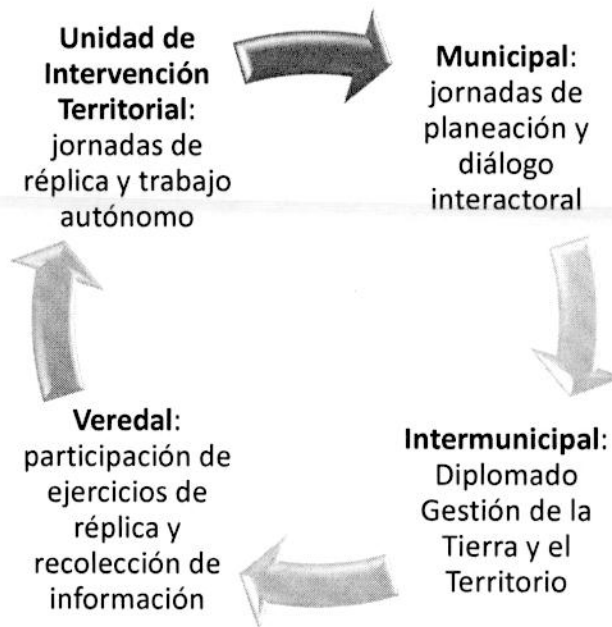 Unidad de
Intervención
Territorial:
jornadas de
réplica y trabajo
autónomo
Municipal:
jornadas de
planeación y
diálogo
interactoral
Intermunicipal:
Diplomado
Gestión de la
Tierra y el
Territorio
Veredal:
participación de
ejercicios de
réplica y
recolección de
información